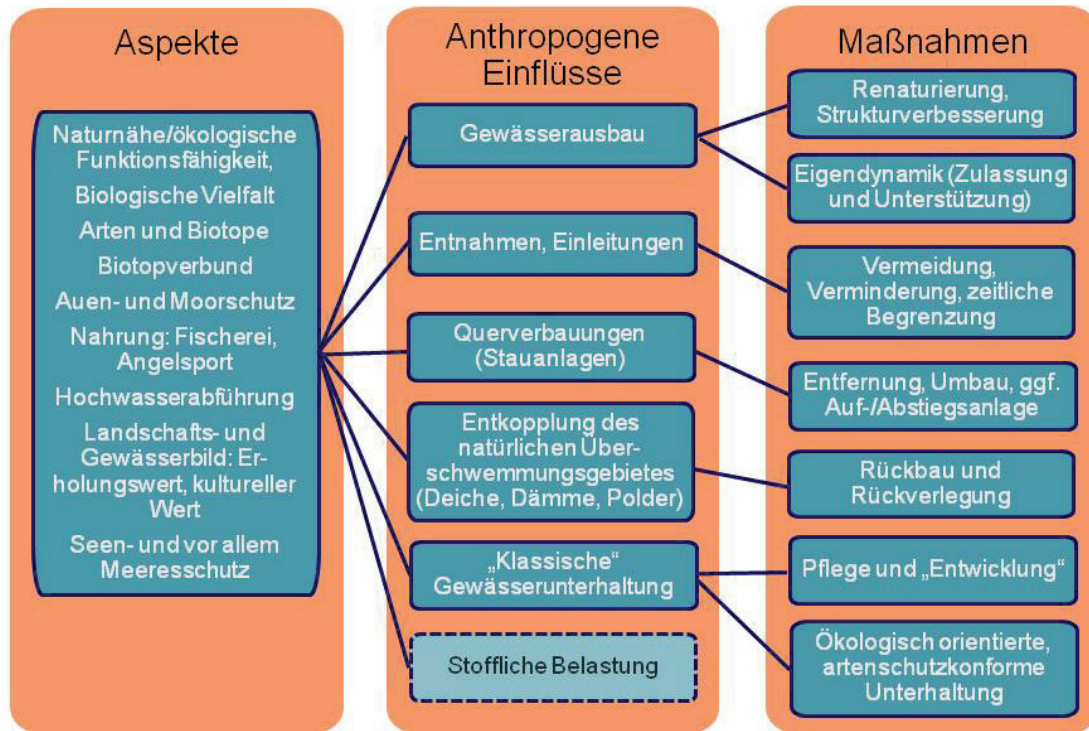 Aspekte
Naturnähe/ökologische
Funktionsfähigkeit,
Biologische Vielfalt
Arten und Biotope
Biotopverbund
Auen- und Moorschutz
Nahrung: Fischerei,
Angelsport
Hochwasserabführung
Landschafts- und
Gewässerbild: Er-
holungswert, kultureller
Wert
Seen- und vor allem
Meeresschutz
Anthropogene
Einflüsse
Gewässerausbau
Entnahmen, Einleitungen
Querverbauungen
(Stauanlagen)
Entkopplung des
natürlichen Über-
schwemmungsgebietes
(Deiche, Dämme, Polder)
„Klassische“
Gewässerunterhaltung
Stoffliche Belastung
Maßnahmen
Renaturierung,
Strukturverbesserung
Eigendynamik (Zulassung
und Unterstützung)
Vermeidung,
Verminderung, zeitliche
Begrenzung
Entfernung, Umbau, ggf.
Auf-/Abstiegsanlage
Rückbau und
Rückverlegung
Pflege und „Entwicklung“
Ökologisch orientierte,
artenschutzkonforme
Unterhaltung